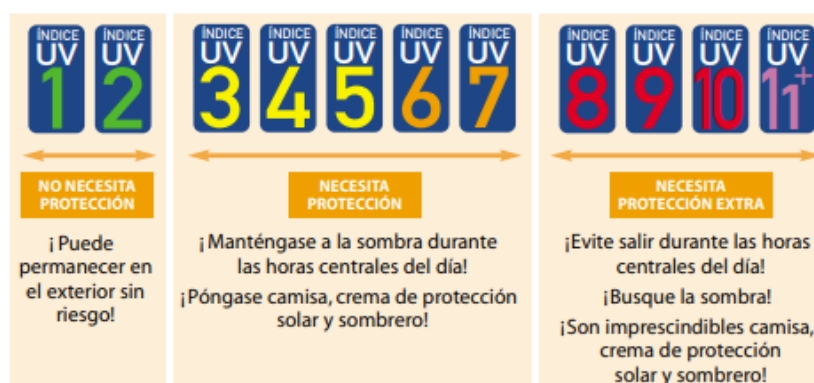 ÍNDICE UV 1
ÍNDICE UV 2
NO NECESITA
PROTECCIÓN
¡Puede
permanecer en
el exterior sin
riesgo!
ÍNDICE UV 3
ÍNDICE UV 4
ÍNDICE UV 5
ÍNDICE UV 6
ÍNDICE UV 7
NECESITA
PROTECCIÓN
¡Manténgase a la sombra durante
las horas centrales del día!
¡Póngase camisa, crema de protección
solar y sombrero!
ÍNDICE UV 8
ÍNDICE UV 9
ÍNDICE UV 10
ÍNDICE UV 11+
NECESITA
PROTECCIÓN EXTRA
¡Evite salir durante las horas
centrales del día!
¡Busque la sombra!
¡Son imprescindibles camisa,
crema de protección
solar y sombrero!